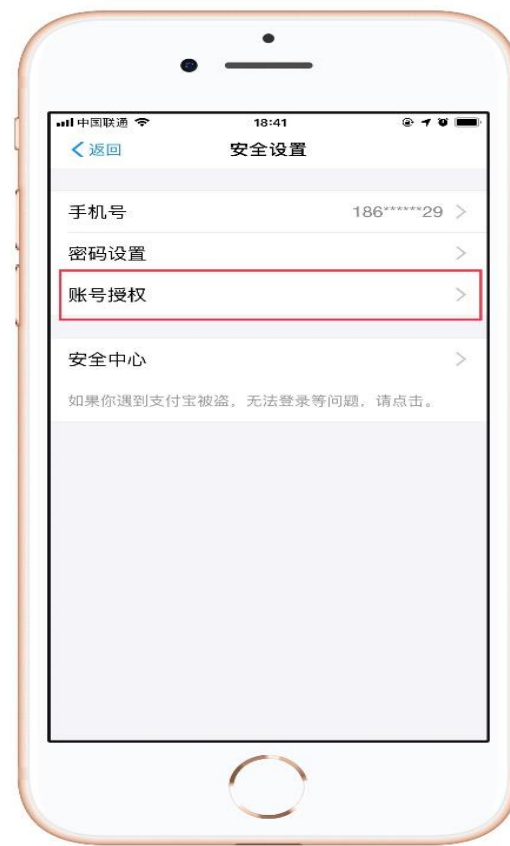 中国联通 18:41
返回 安全设置
手机号 186******29
密码设置
账号授权
安全中心
如果你遇到支付宝被盗，无法登录等问题，请点击。